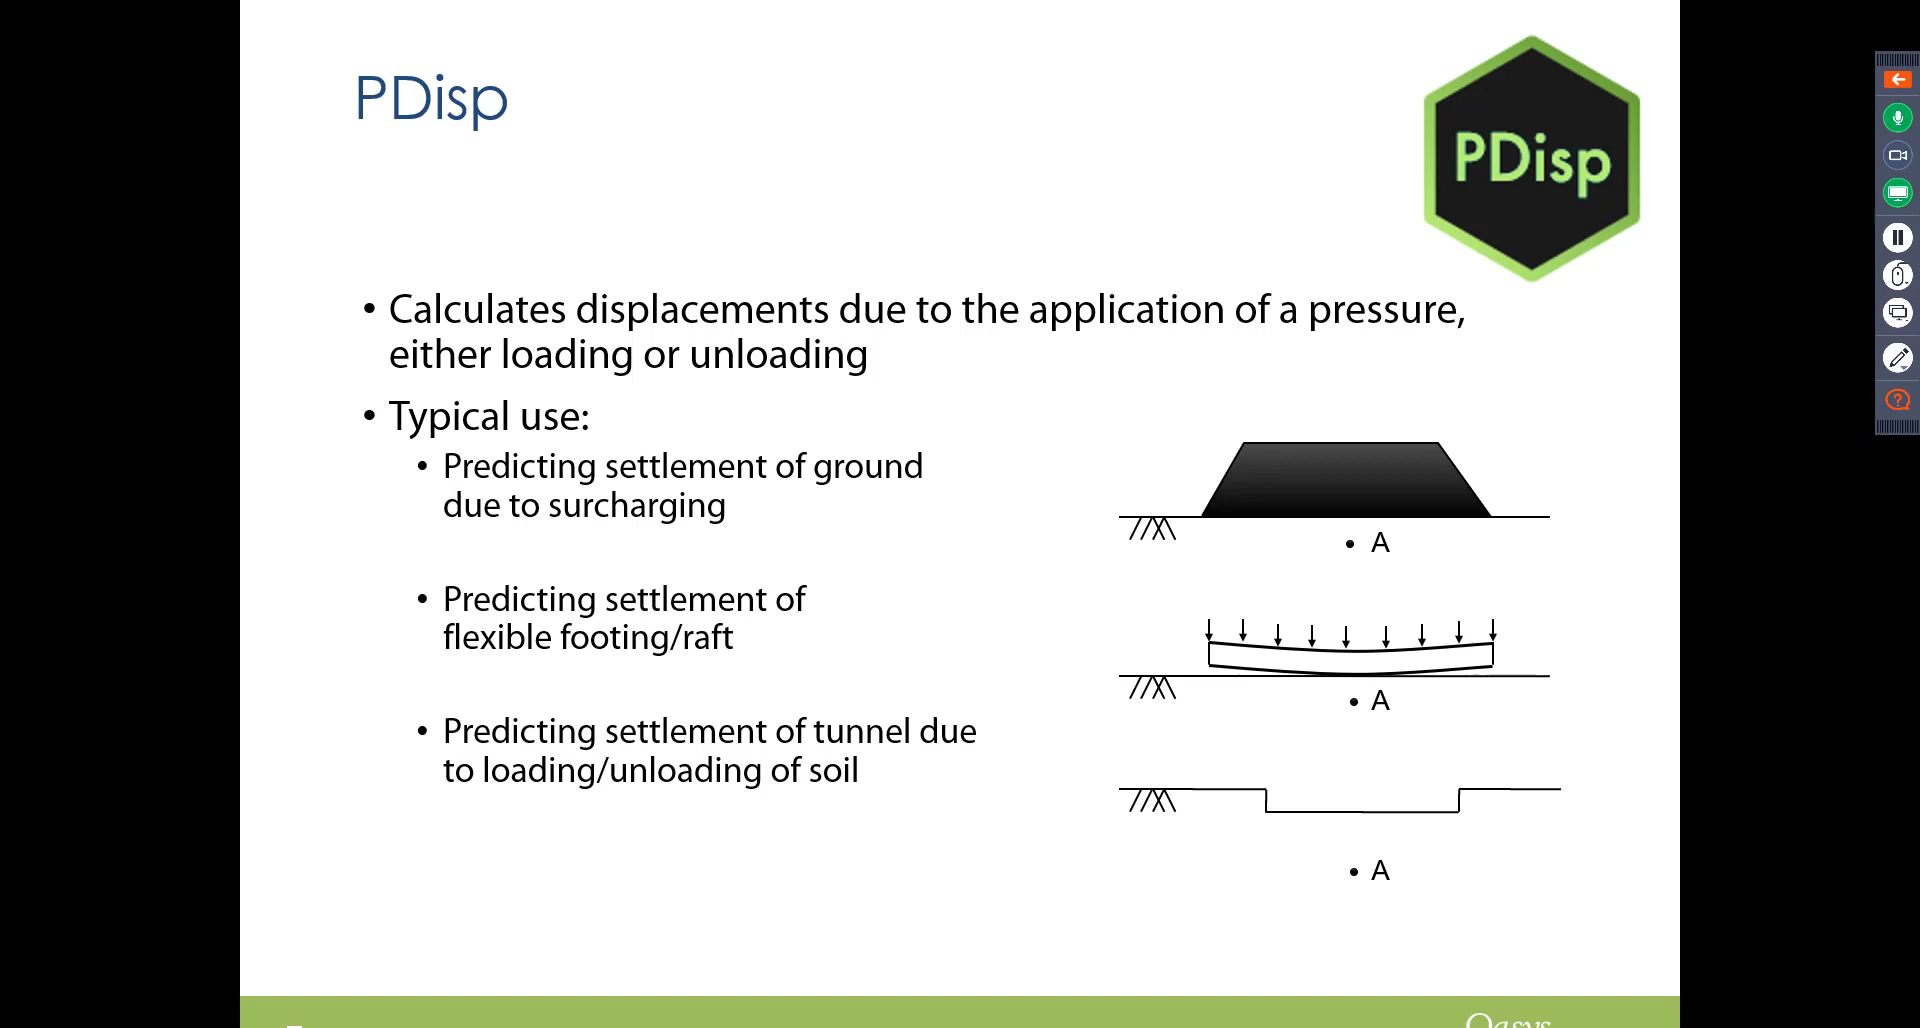 PDisp
PDisp
• Calculates displacements due to the application of a pressure,
either loading or unloading
• Typical use:
• Predicting settlement of ground
due to surcharging
• A
• Predicting settlement of
flexible footing/raft
• A
• Predicting settlement of tunnel due
to loading/unloading of soil
• A
Oasys